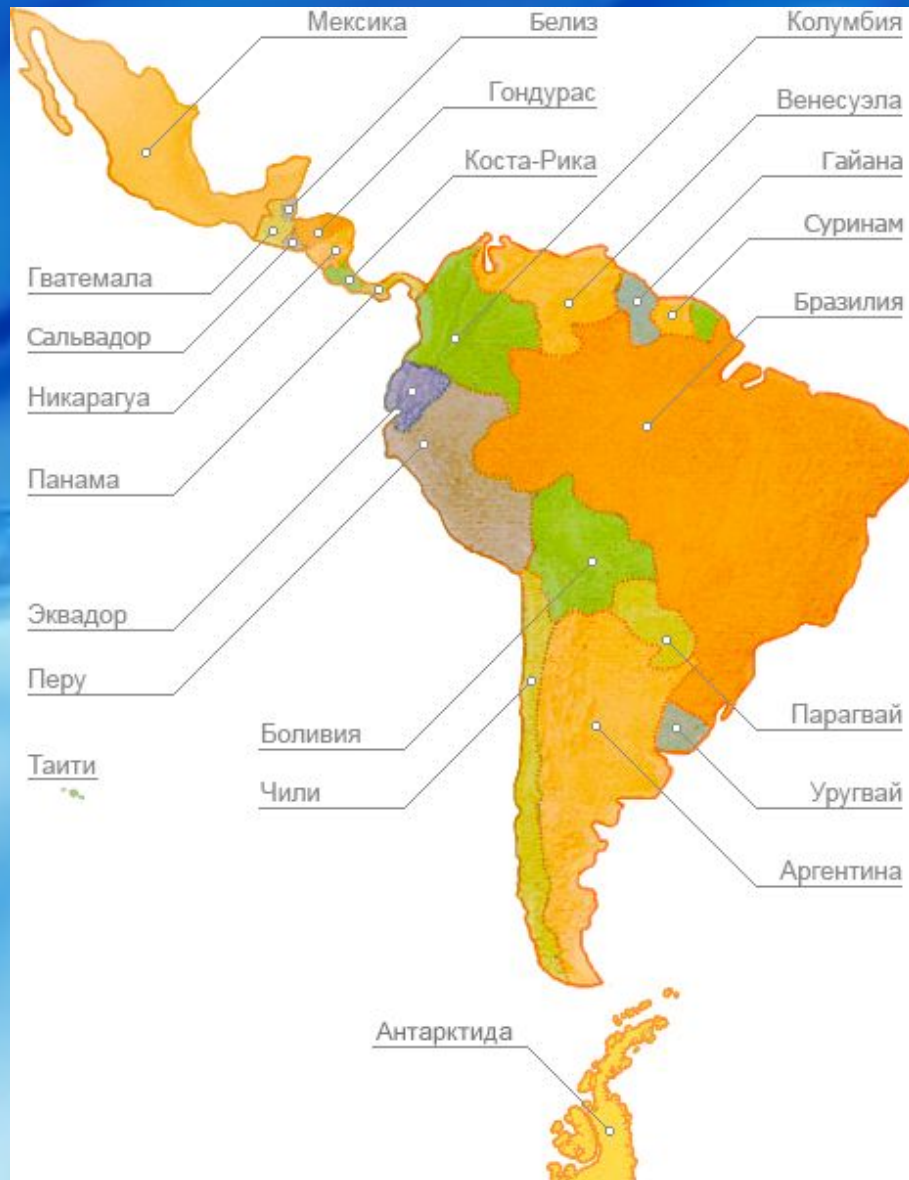 Мексика
Белиз
Колумбия
Гондурас
Венесуэла
Коста-Рика
Гайана
Суринам
Гватемала
Бразилия
Сальвадор
Никарагуа
Панама
Эквадор
Перу
Парагвай
Боливия
Таити
Чили
Уругвай
Аргентина
Антарктида